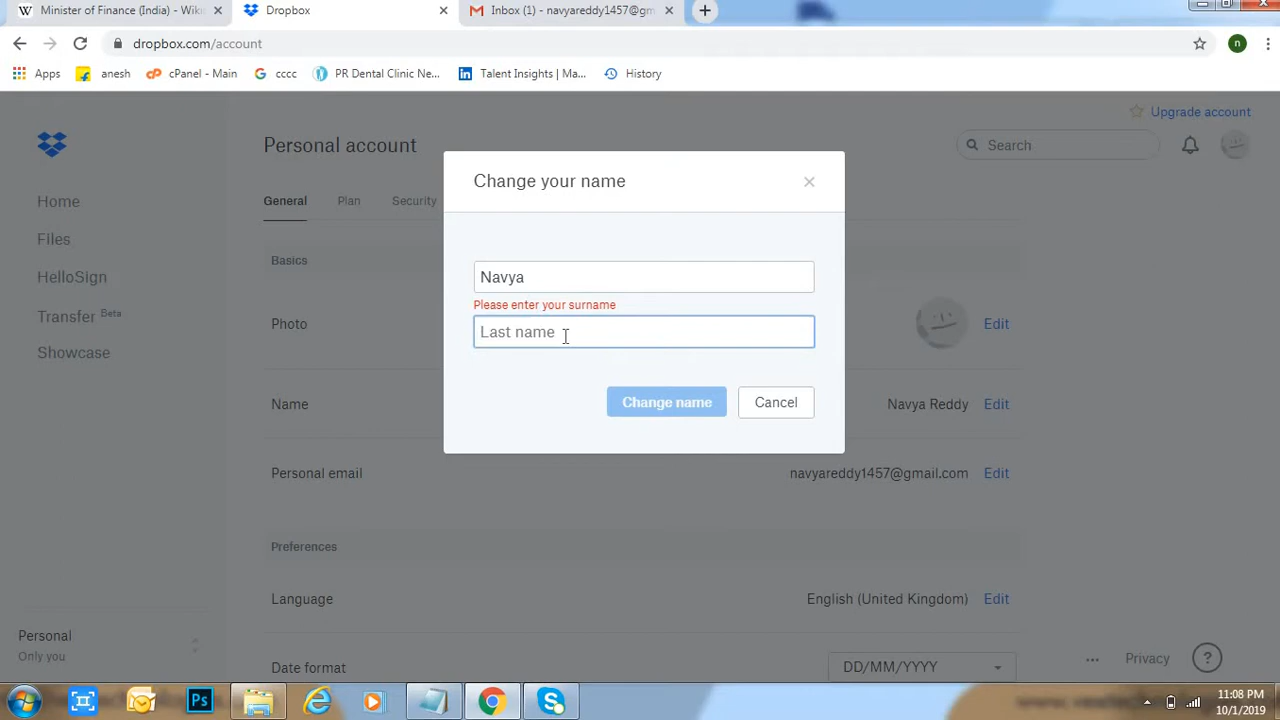 Minister of Finance (India) - Wiki
Dropbox
Inbox (1) - navyareddy1457@gm
dropbox.com/account
n
Apps
anesh
cPanel - Main
cccc
PR Dental Clinic Ne...
Talent Insights | Ma...
History
Upgrade account
Personal account
Search
Change your name
Home
General
Plan
Security
Files
Basics
HelloSign
Navya
Please enter your surname
Transfer Beta
Photo
Edit
Last name
Showcase
Change name
Cancel
Name
Navya Reddy
Edit
Personal email
navyareddy1457@gmail.com
Edit
Preferences
Language
English (United Kingdom)
Edit
Personal
Only you
Date format
DD/MM/YYYY
Privacy
?
Ps
11:08 PM
10/1/2019